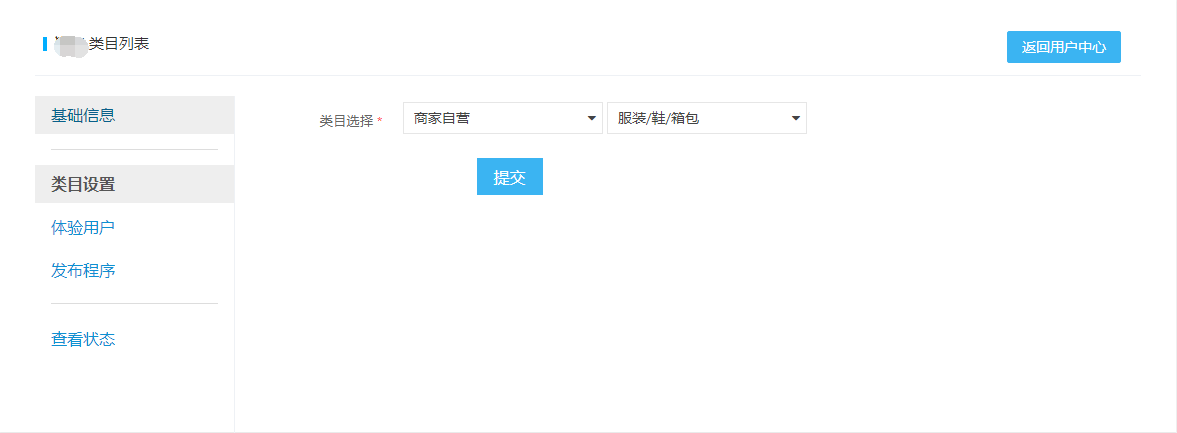 类目列表
返回用户中心
基础信息
类目选择 * 商家自营 服装/鞋/箱包
提交
类目设置
体验用户
发布程序
查看状态